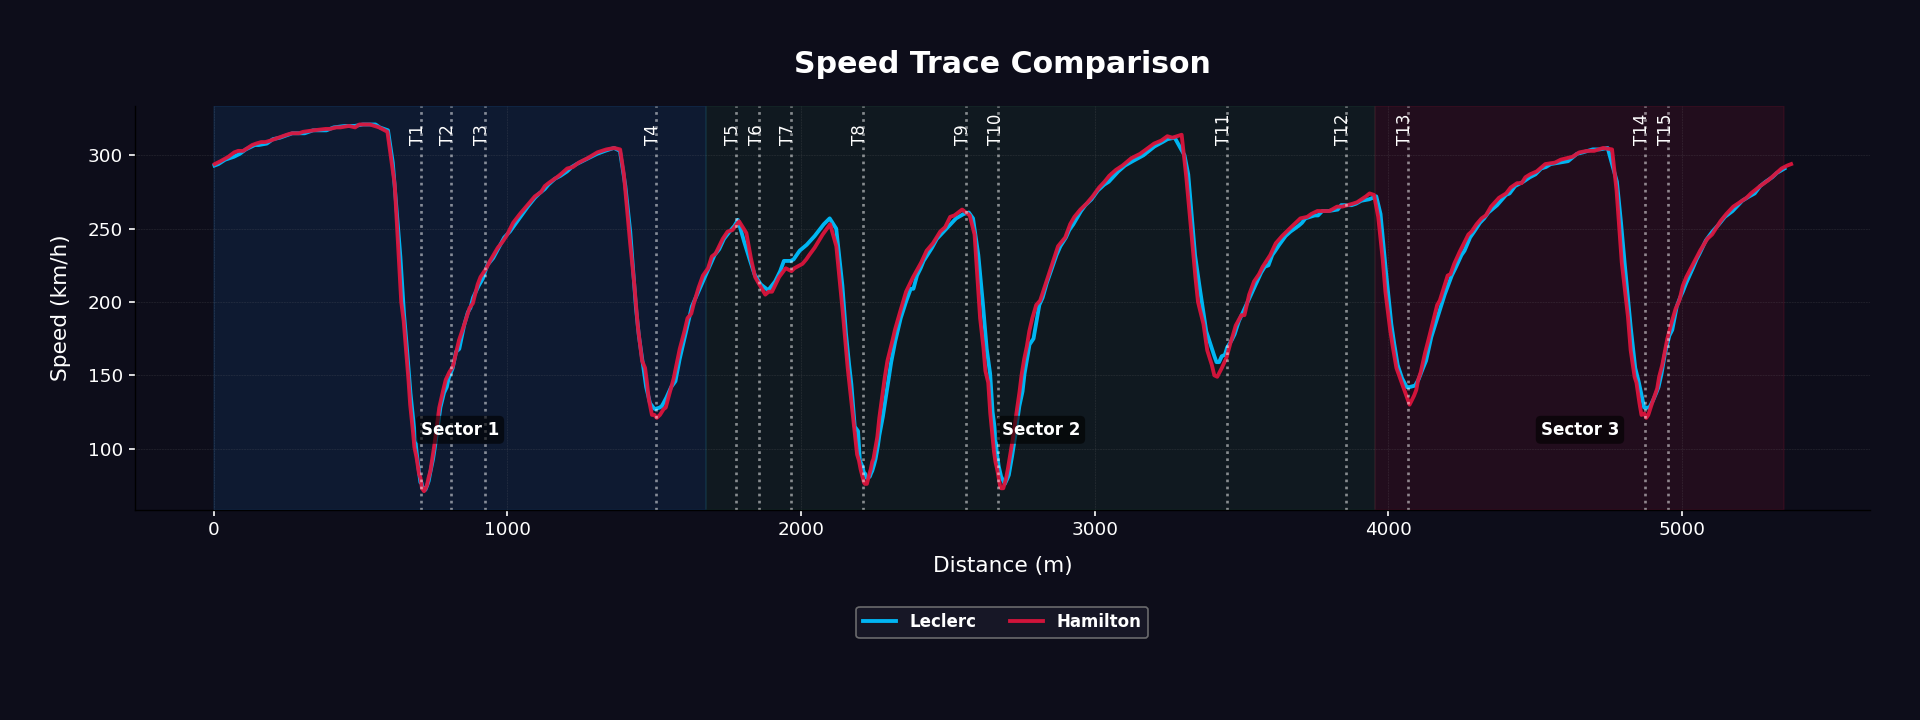 Speed Trace Comparison
Speed (km/h)
300
250
200
150
100
T1 T2 T3 T4 T5 T6 T7 T8 T9 T10 T11 T12 T13 T14 T15
Sector 1 Sector 2 Sector 3
0 1000 2000 3000 4000 5000
Distance (m)
Leclerc Hamilton